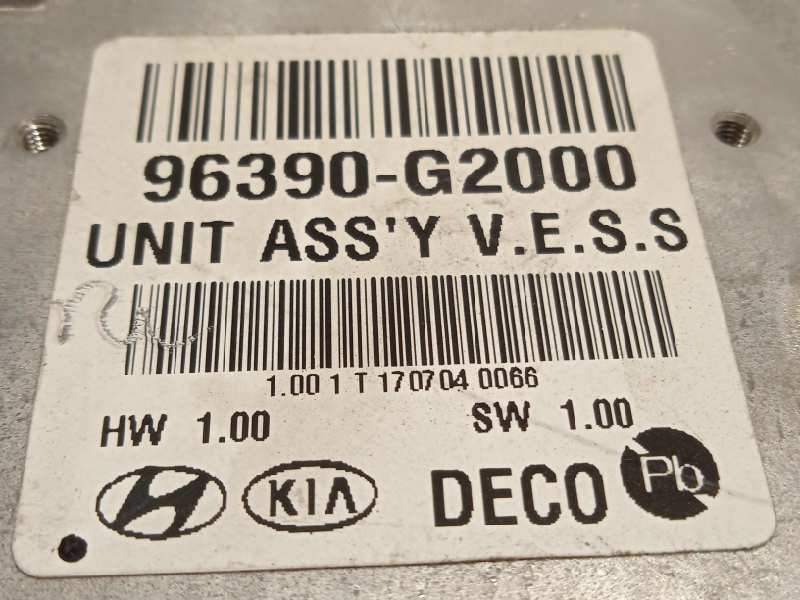 96390-G2000
UNIT ASS'Y V.E.S.S
1.00 1 T 170704 0066
HW 1.00 SW 1.00
KIA DECO Pb